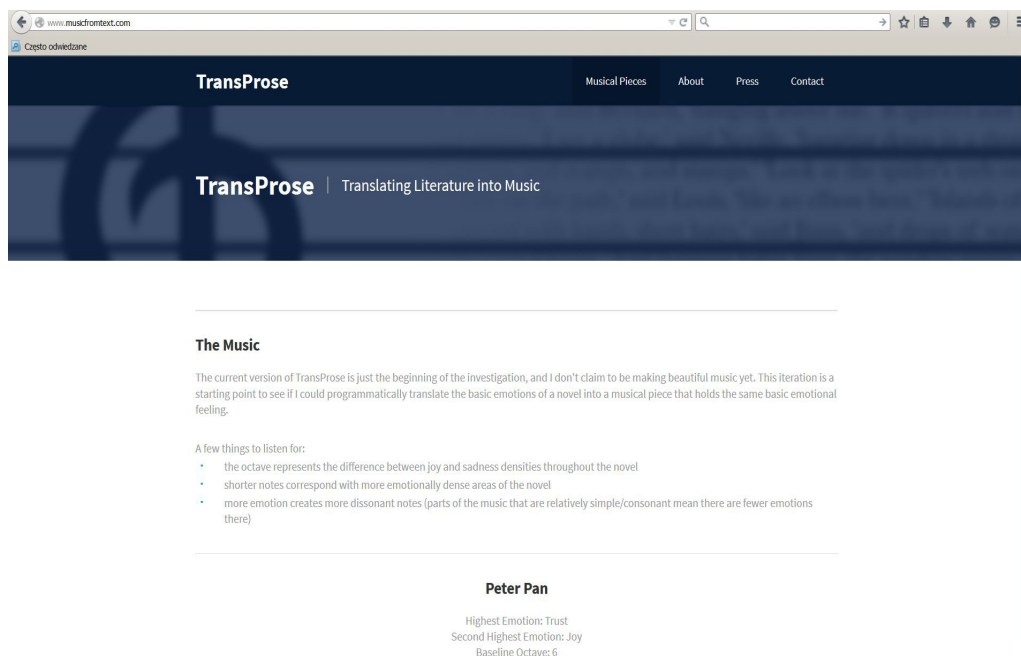 www.musicfromtext.com
Często odwiedzane
TransProse
Musical Pieces About Press Contact
TransProse | Translating Literature into Music
The Music
The current version of TransProse is just the beginning of the investigation, and I don't claim to be making beautiful music yet. This iteration is a
starting point to see if I could programmatically translate the basic emotions of a novel into a musical piece that holds the same basic emotional
feeling.
A few things to listen for:
the octave represents the difference between joy and sadness densities throughout the novel
shorter notes correspond with more emotionally dense areas of the novel
more emotion creates more dissonant notes (parts of the music that are relatively simple/consonant mean there are fewer emotions
there)
Peter Pan
Highest Emotion: Trust
Second Highest Emotion: Joy
Baseline Octave: 6